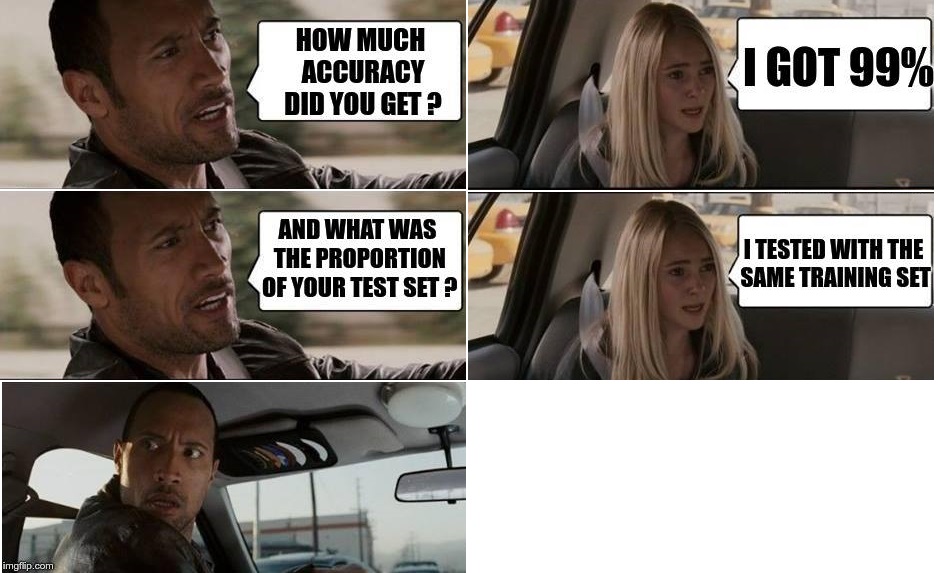 HOW MUCH
ACCURACY
DID YOU GET ?
I GOT 99%
AND WHAT WAS
THE PROPORTION
OF YOUR TEST SET ?
I TESTED WITH THE
SAME TRAINING SET
imgflip.com